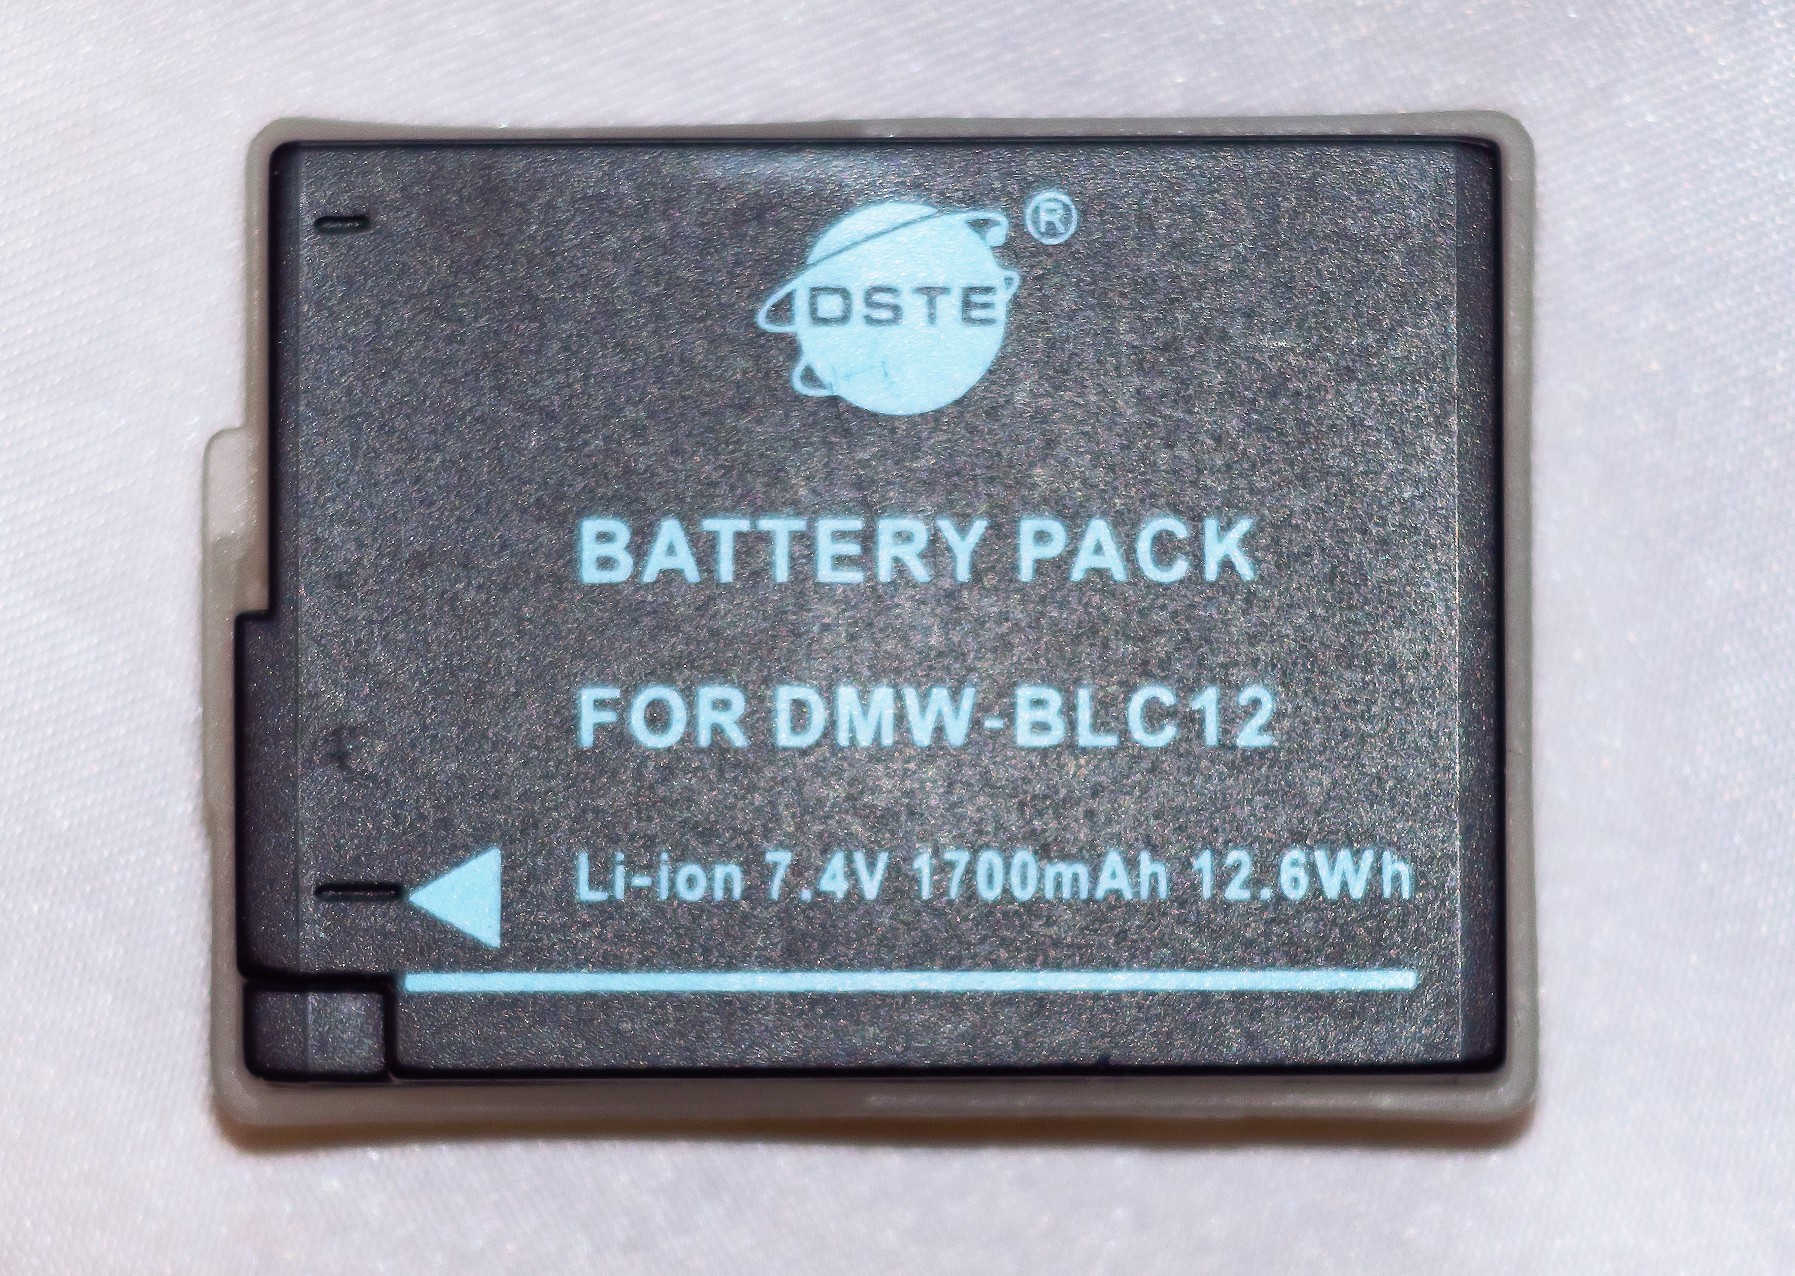 DSTE ®
BATTERY PACK
FOR DMW-BLC12
Li-ion 7.4V 1700mAh 12.6Wh